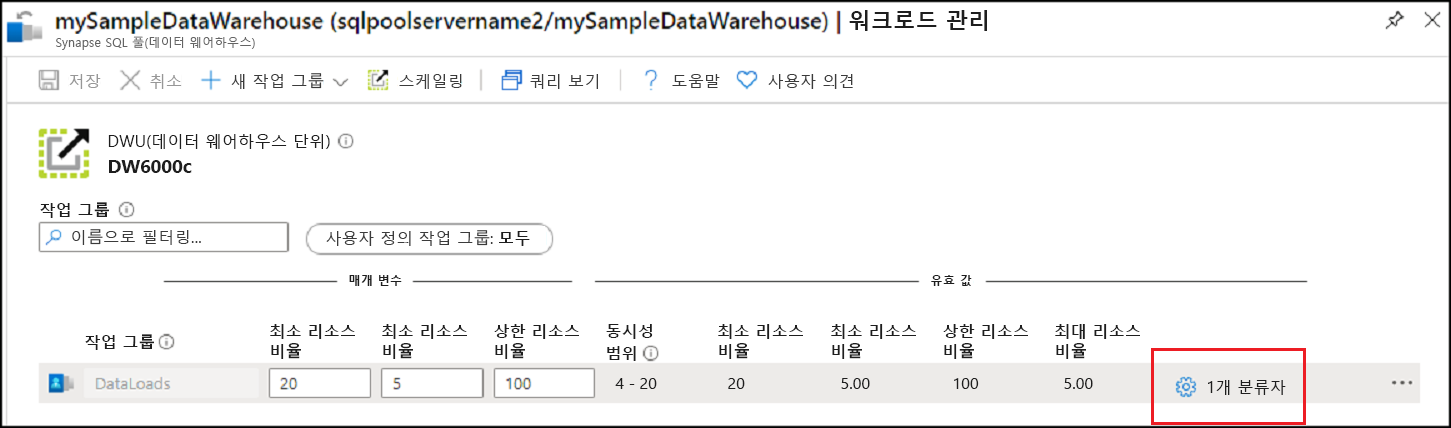 mySampleDataWarehouse (sqlpoolservername2/mySampleDataWarehouse) | 워크로드 관리
Synapse SQL 풀(데이터 웨어하우스)
저장 취소 새 작업 그룹 스케일링 쿼리 보기 도움말 사용자 의견
DWU(데이터 웨어하우스 단위)
DW6000c
작업 그룹
이름으로 필터링... 사용자 정의 작업 그룹: 모두
매개 변수 유효 값
작업 그룹 최소 리소스 최소 리소스 상한 리소스 동시성 최소 리소스 최소 리소스 상한 리소스 최대 리소스
비율 비율 비율 범위 비율 비율 비율 비율
DataLoads 20 5 100 4 - 20 20 5.00 100 5.00 1개 분류자 ...